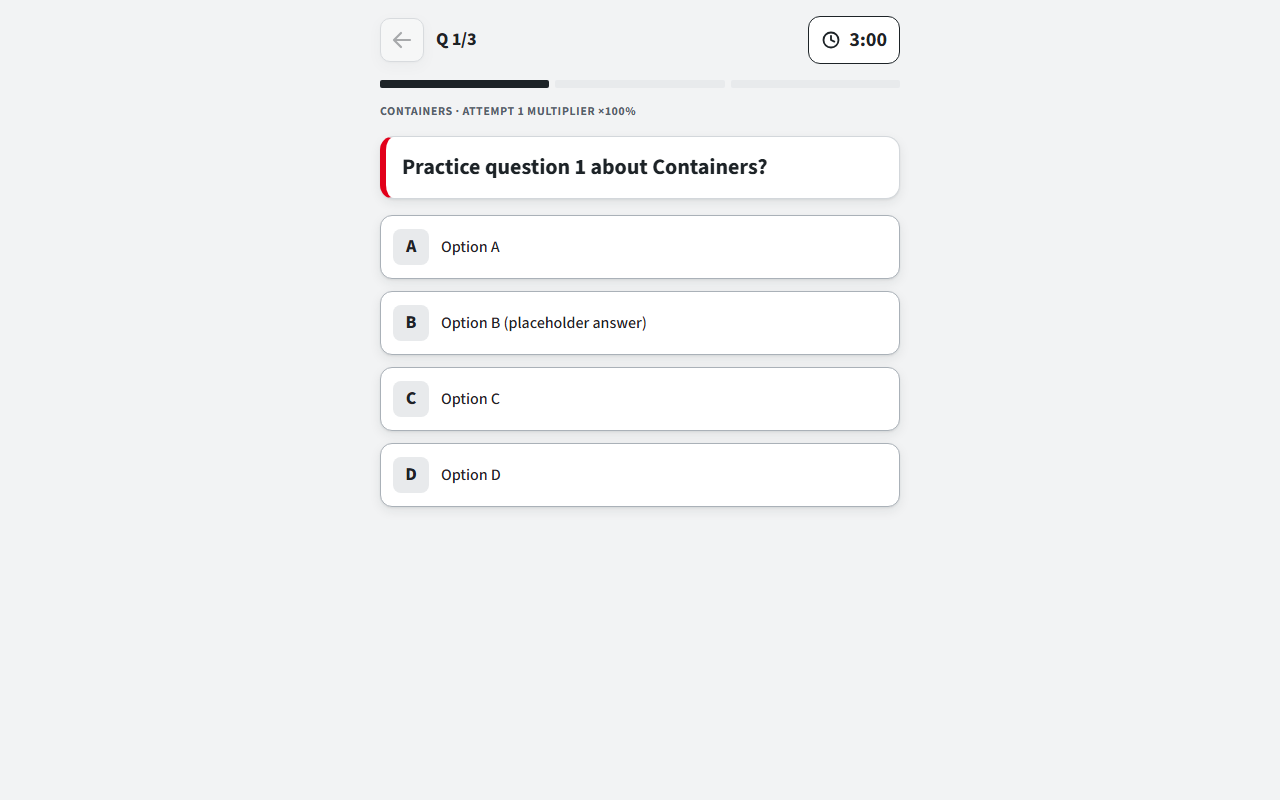 Q 1/3
3:00
CONTAINERS · ATTEMPT 1 MULTIPLIER ×100%
Practice question 1 about Containers?
A Option A
B Option B (placeholder answer)
C Option C
D Option D